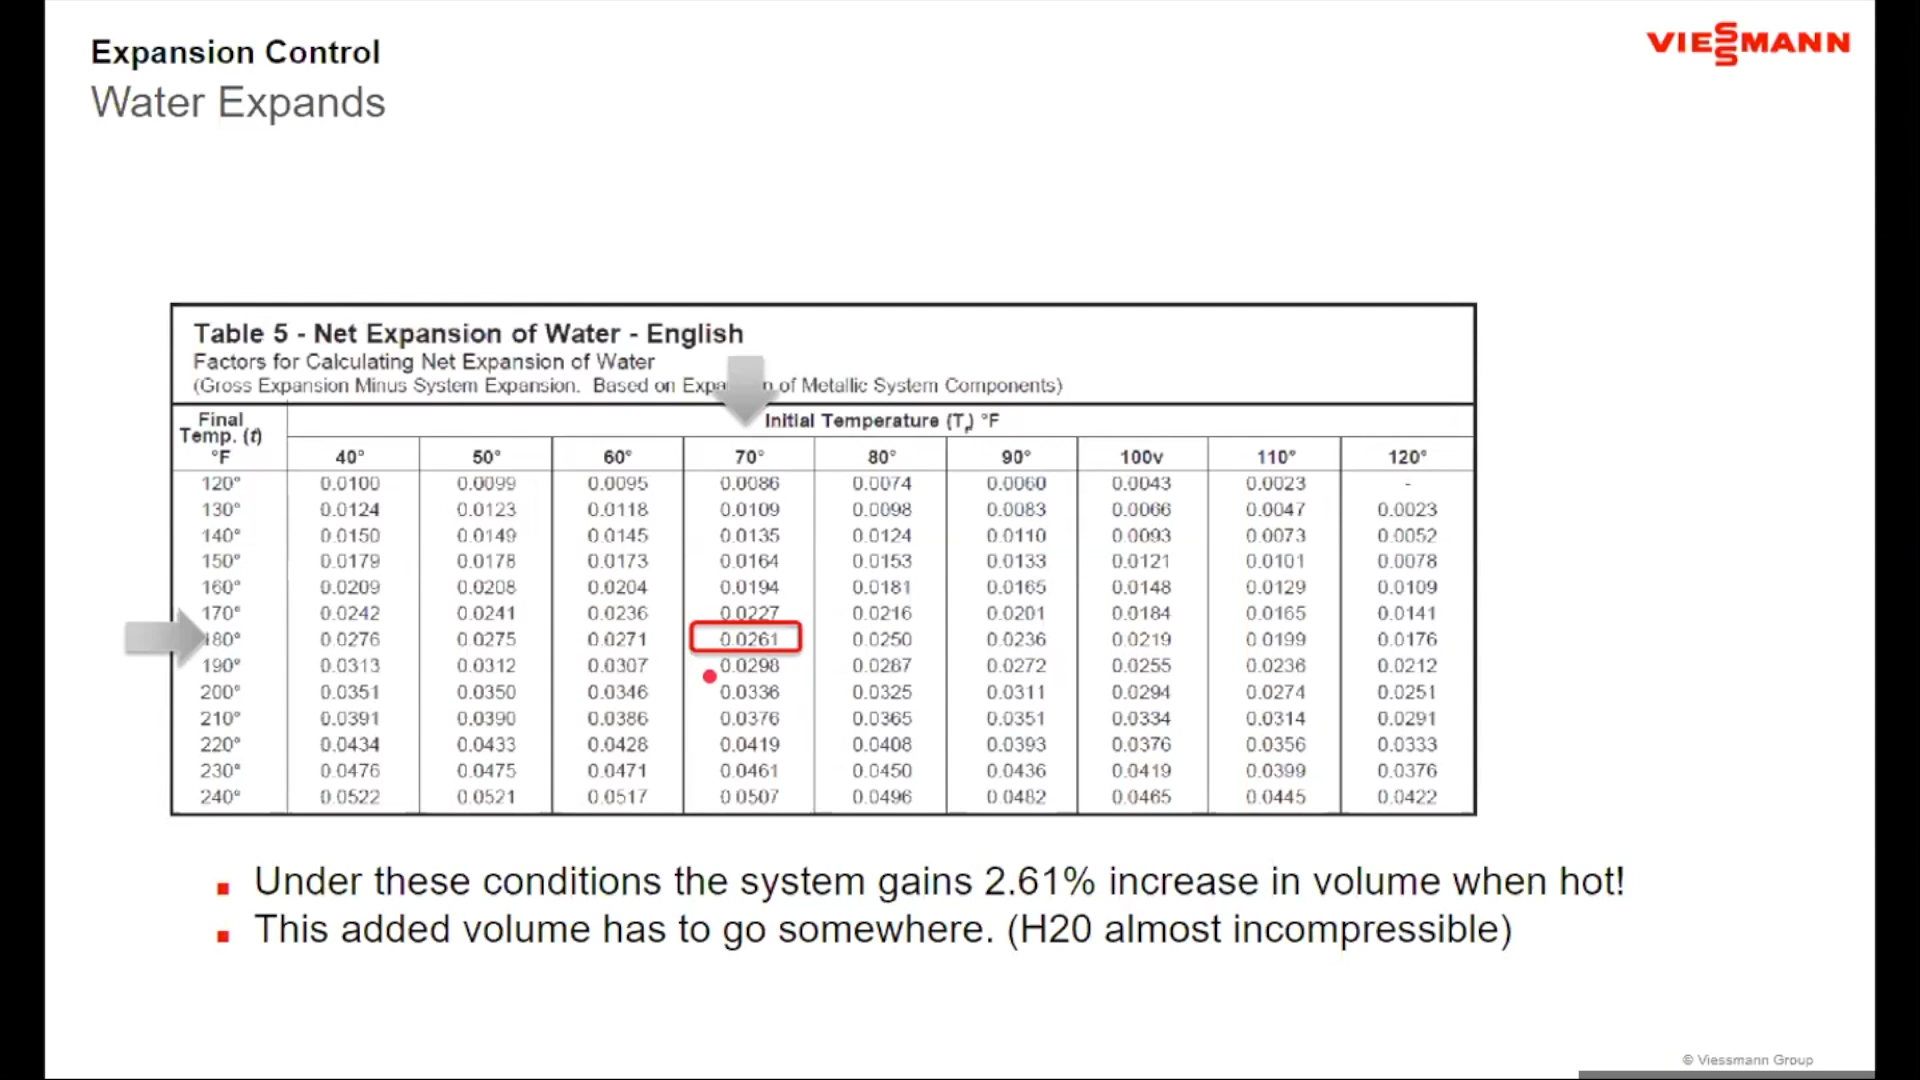 Expansion Control
VIESSMANN
Water Expands
Table 5 - Net Expansion of Water - English
Factors for Calculating Net Expansion of Water
(Gross Expansion Minus System Expansion. Based on Expa n of Metallic System Components)
Final Temp. (t) °F
Initial Temperature (Tr) °F
40° 50° 60° 70° 80° 90° 100v 110° 120°
120° 0.0100 0.0099 0.0095 0.0086 0.0074 0.0060 0.0043 0.0023 -
130° 0.0124 0.0123 0.0118 0.0109 0.0098 0.0083 0.0066 0.0047 0.0023
140° 0.0150 0.0149 0.0145 0.0135 0.0124 0.0110 0.0093 0.0073 0.0052
150° 0.0179 0.0178 0.0173 0.0164 0.0153 0.0133 0.0121 0.0101 0.0078
160° 0.0209 0.0208 0.0204 0.0194 0.0181 0.0165 0.0148 0.0129 0.0109
170° 0.0242 0.0241 0.0236 0.0227 0.0216 0.0201 0.0184 0.0165 0.0141
180° 0.0276 0.0275 0.0271 0.0261 0.0250 0.0236 0.0219 0.0199 0.0176
190° 0.0313 0.0312 0.0307 0.0298 0.0287 0.0272 0.0255 0.0236 0.0212
200° 0.0351 0.0350 0.0346 0.0336 0.0325 0.0311 0.0294 0.0274 0.0251
210° 0.0391 0.0390 0.0386 0.0376 0.0365 0.0351 0.0334 0.0314 0.0291
220° 0.0434 0.0433 0.0428 0.0419 0.0408 0.0393 0.0376 0.0356 0.0333
230° 0.0476 0.0475 0.0471 0.0461 0.0450 0.0436 0.0419 0.0399 0.0376
240° 0.0522 0.0521 0.0517 0.0507 0.0496 0.0482 0.0465 0.0445 0.0422
Under these conditions the system gains 2.61% increase in volume when hot!
This added volume has to go somewhere. (H20 almost incompressible)
© Viessmann Group